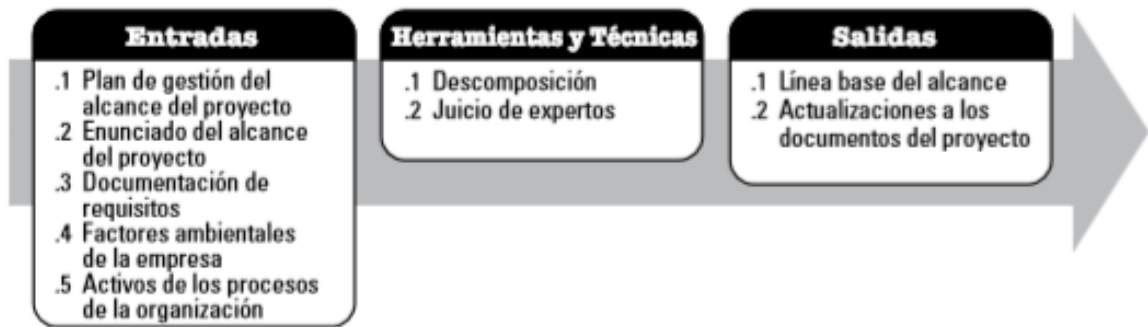 Entradas
.1 Plan de gestión del
alcance del proyecto
.2 Enunciado del alcance
del proyecto
.3 Documentación de
requisitos
.4 Factores ambientales
de la empresa
.5 Activos de los procesos
de la organización
Herramientas y Técnicas
.1 Descomposición
.2 Juicio de expertos
Salidas
.1 Línea base del alcance
.2 Actualizaciones a los
documentos del proyecto